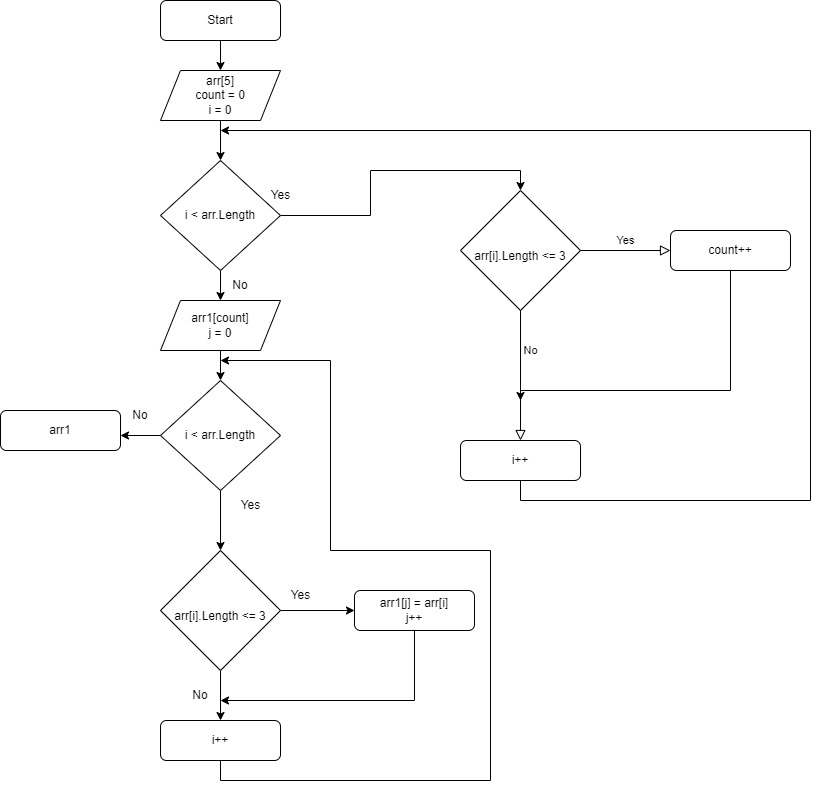 Start
arr[5]
count = 0
i = 0
i < arr.Length
Yes
arr[i].Length <= 3
Yes
count++
No
i++
No
arr1[count]
j = 0
i < arr.Length
No
arr1
Yes
arr[i].Length <= 3
Yes
arr1[j] = arr[i]
j++
No
i++